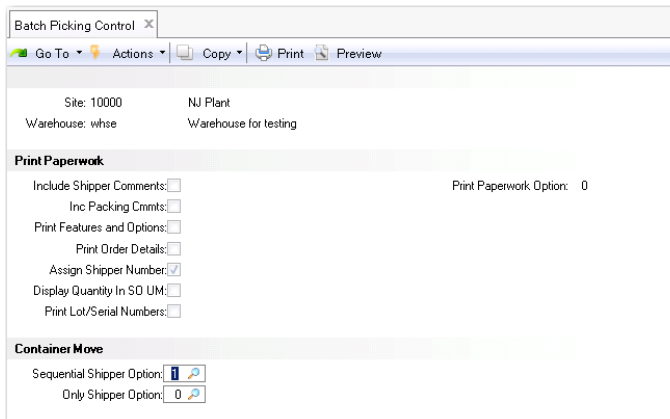 Batch Picking Control
Go To Actions Copy Print Preview
Site: 10000 NJ Plant
Warehouse: whse Warehouse for testing
Print Paperwork
Include Shipper Comments: Print Paperwork Option: 0
Inc Packing Cmmts:
Print Features and Options:
Print Order Details:
Assign Shipper Number:
Display Quantity In SO UM:
Print Lot/Serial Numbers:
Container Move
Sequential Shipper Option: 1
Only Shipper Option: 0